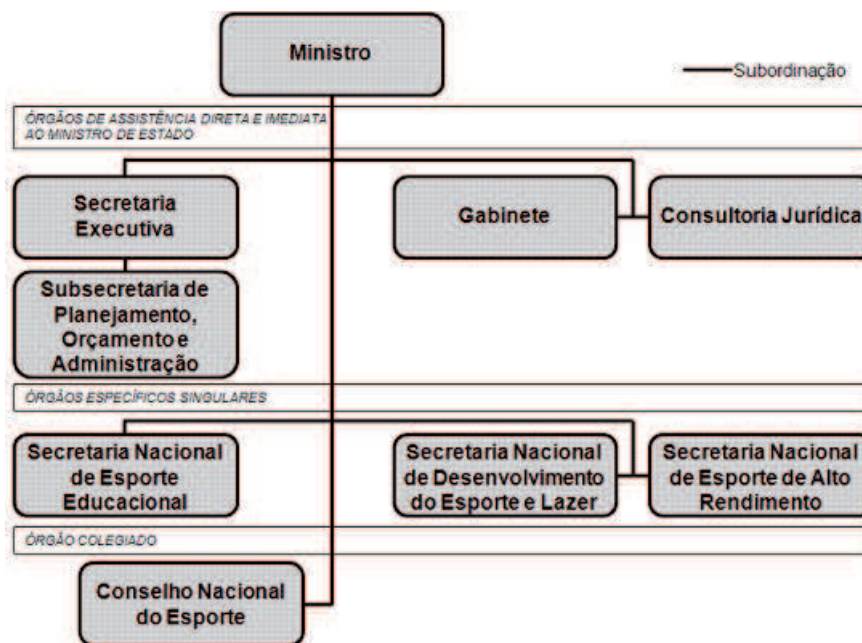 Ministro
Subordinação
ÓRGÃOS DE ASSISTÊNCIA DIRETA E IMEDIATA
AO MINISTRO DE ESTADO
Secretaria
Executiva
Gabinete
Consultoria Jurídica
Subsecretaria de
Planejamento,
Orçamento e
Administração
ÓRGÃOS ESPECÍFICOS SINGULARES
Secretaria Nacional
de Esporte
Educacional
Secretaria Nacional
de Desenvolvimento
do Esporte e Lazer
Secretaria Nacional
de Esporte de Alto
Rendimento
ÓRGÃO COLEGIADO
Conselho Nacional
do Esporte